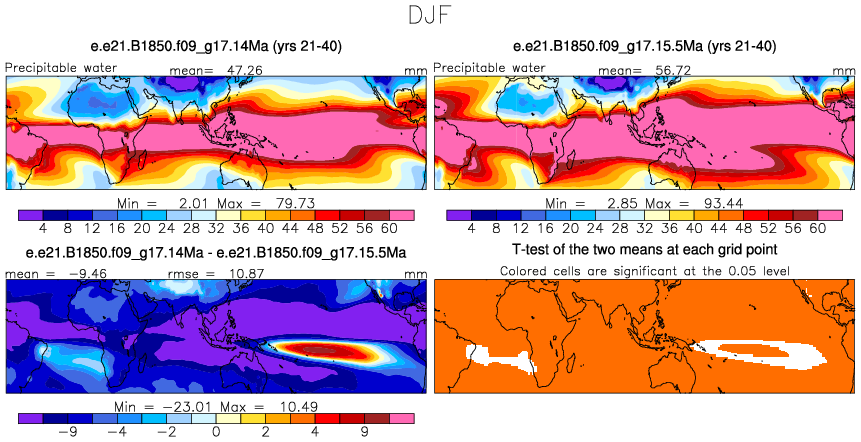 DJF
e.e21.B1850.f09_g17.14Ma (yrs 21-40)
Precipitable water mean= 47.26 mm
Min = 2.01 Max = 79.73
4 8 12 16 20 24 28 32 36 40 44 48 52 56 60
e.e21.B1850.f09_g17.15.5Ma (yrs 21-40)
Precipitable water mean= 56.72 mm
Min = 2.85 Max = 93.44
4 8 12 16 20 24 28 32 36 40 44 48 52 56 60
e.e21.B1850.f09_g17.14Ma - e.e21.B1850.f09_g17.15.5Ma
mean = -9.46 rmse = 10.87 mm
Min = -23.01 Max = 10.49
-9 -4 -2 0 2 4 9
T-test of the two means at each grid point
Colored cells are significant at the 0.05 level